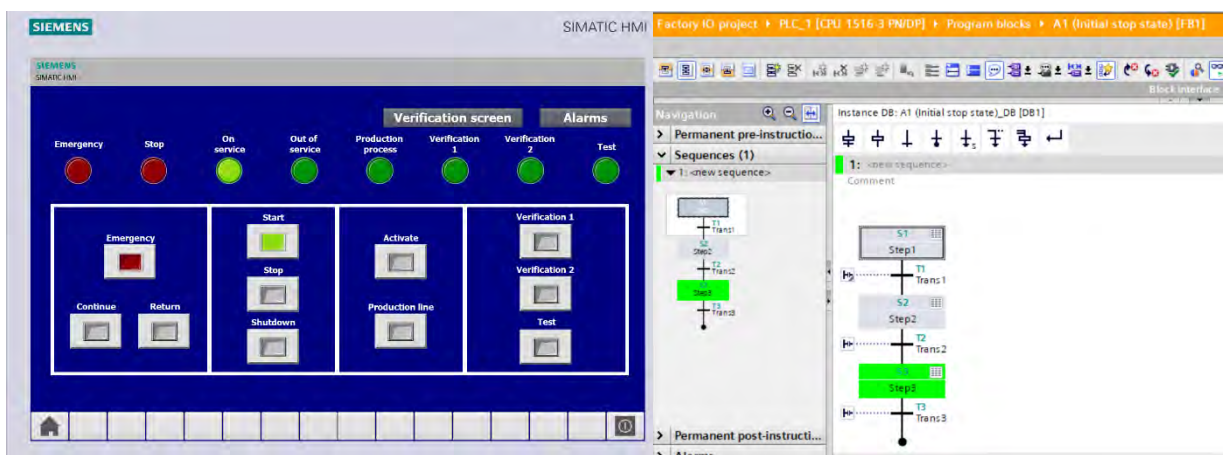 SIEMENS
SIMATIC HMI
SIEMENS
SIMATIC HMI
Verification screen
Alarms
Emergency
Stop
On service
Out of service
Production process
Verification 1
Verification 2
Test
Emergency
Continue
Return
Start
Stop
Shutdown
Activate
Production line
Verification 1
Verification 2
Test
Factory IO project ▸ PLC_1 [CPU 1516-3 PN/DP] ▸ Program blocks ▸ A1 (Initial stop state) [FB1]
Block interface
Navigation
Permanent pre-instructio...
Sequences (1)
1: <new sequence>
T1
Trans1
S2
Step2
T2
Trans2
Step3
T3
Trans3
Permanent post-instructi...
Alarms
Instance DB: A1 (Initial stop state)_DB [DB1]
1: <new sequence>
Comment
S1
Step1
T1
Trans1
S2
Step2
T2
Trans2
S3
Step3
T3
Trans3